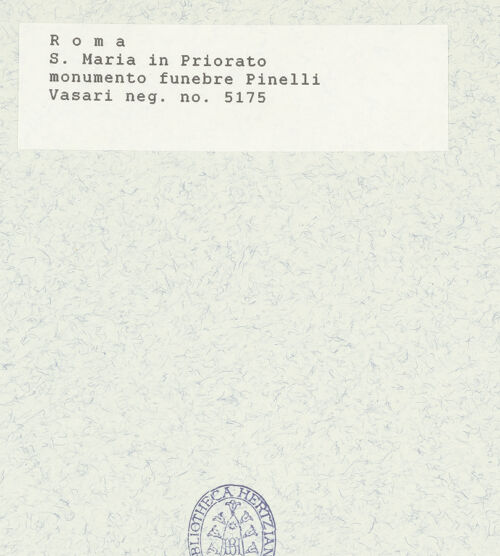 R o m a
S. Maria in Priorato
monumento funebre Pinelli
Vasari neg. no. 5175
BIBLIOTHECA HERTZIANA